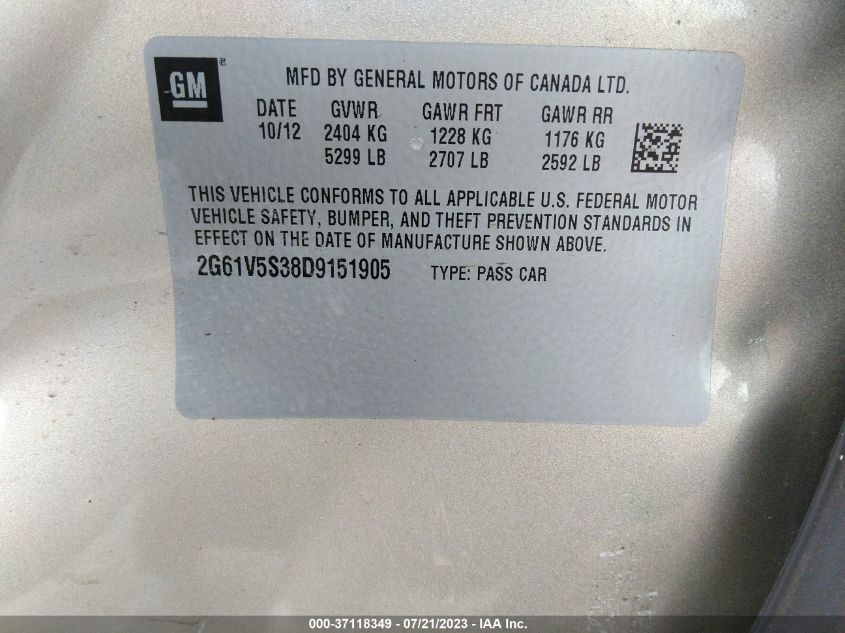 GM®
MFD BY GENERAL MOTORS OF CANADA LTD.
DATE GVWR GAWR FRT GAWR RR
10/12 2404 KG 1228 KG 1176 KG
5299 LB 2707 LB 2592 LB
THIS VEHICLE CONFORMS TO ALL APPLICABLE U.S. FEDERAL MOTOR
VEHICLE SAFETY, BUMPER, AND THEFT PREVENTION STANDARDS IN
EFFECT ON THE DATE OF MANUFACTURE SHOWN ABOVE.
2G61V5S38D9151905 TYPE: PASS CAR
000-37118349 - 07/21/2023 - IAA Inc.